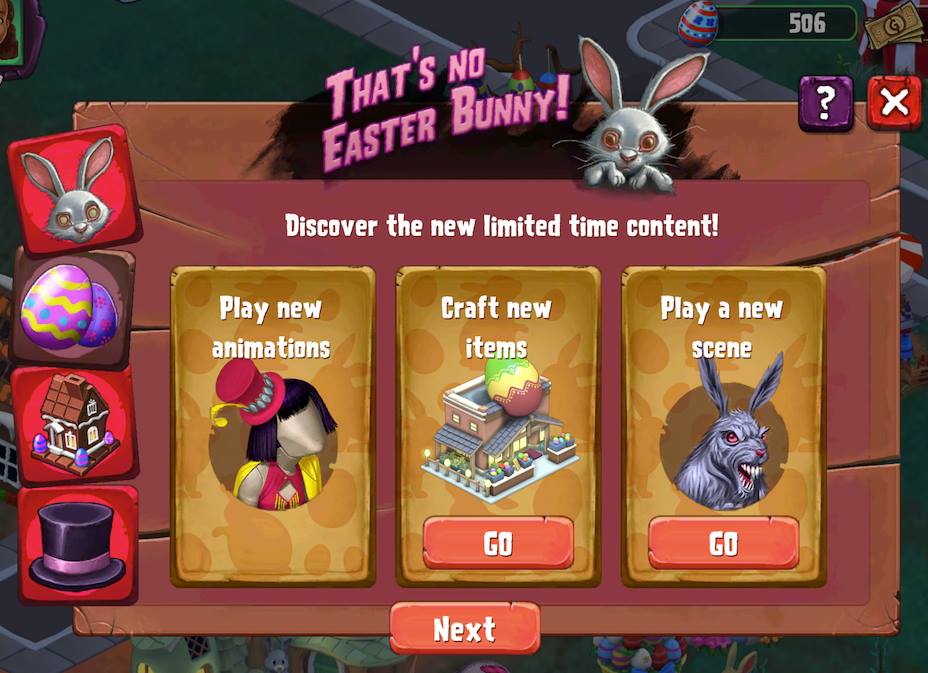 506
THAT'S NO
EASTER BUNNY!
?
Discover the new limited time content!
Play new
animations
Craft new
items
Play a new
scene
GO
GO
Next